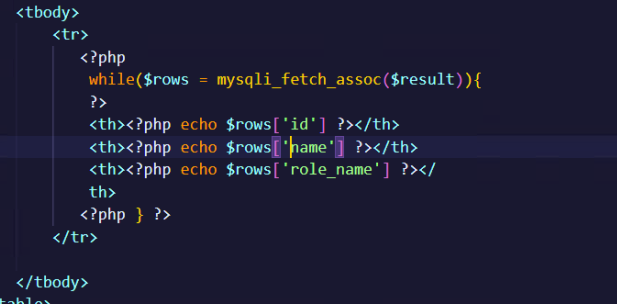 <tbody>
<tr>
<?php
while($rows = mysqli_fetch_assoc($result)){
?>
<th><?php echo $rows['id'] ?></th>
<th><?php echo $rows['name'] ?></th>
<th><?php echo $rows['role_name'] ?></
th>
<?php } ?>
</tr>
</tbody>
table>